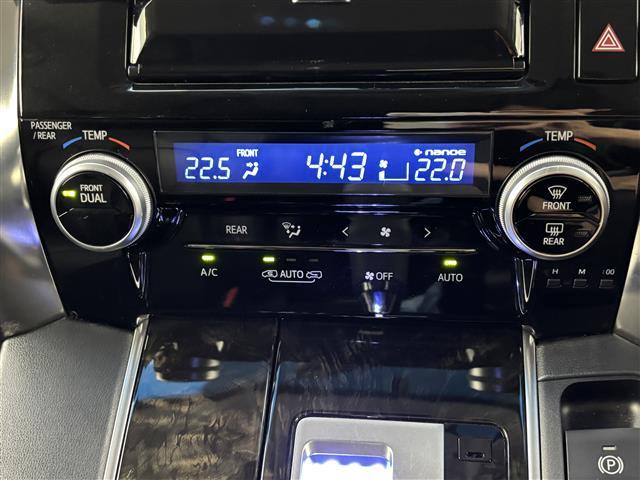 PASSENGER
/ REAR
TEMP
TEMP
FRONT
DUAL
22.5
FRONT
4:43
nanoe
22.0
FRONT
REAR
REAR
<
>
A/C
AUTO
OFF
AUTO
H
M
:00
P